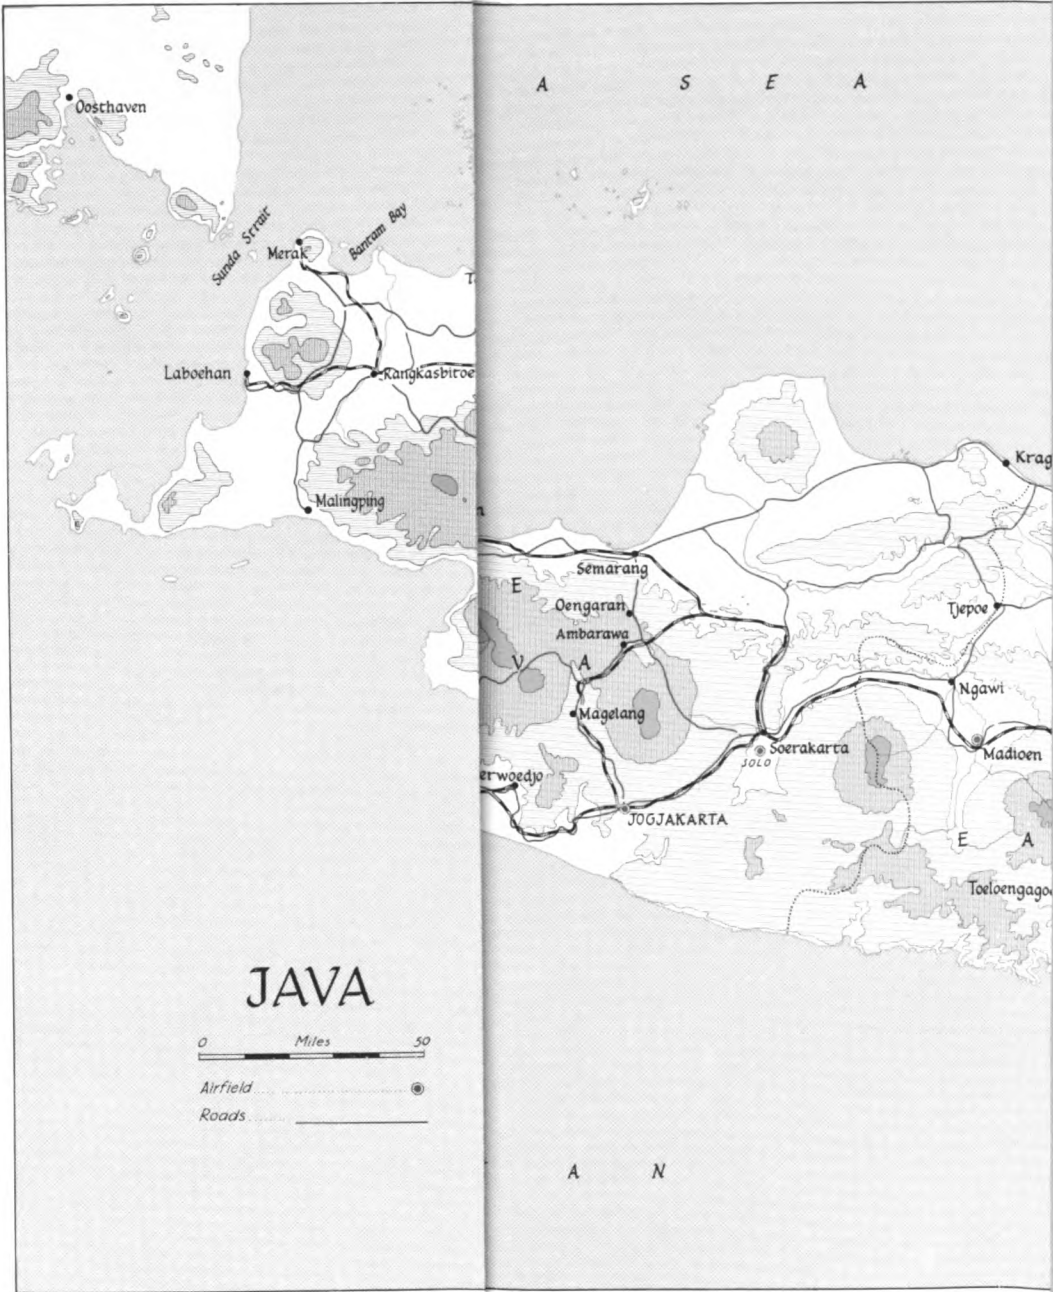 A S E A
Oosthaven
Sunda Strait
Bantam Bay
Merak
T
Laboehan
Rangkasbitoe
Krag
Malingping
n
Semarang
E
Oengaran
Tjepoe
Ambarawa
V A
Ngawi
Magelang
Soerakarta
SOLO
Madioen
erwoedjo
JOGJAKARTA
E A
Toeloengagoe
JAVA
0 Miles 50
Airfield
Roads
A N